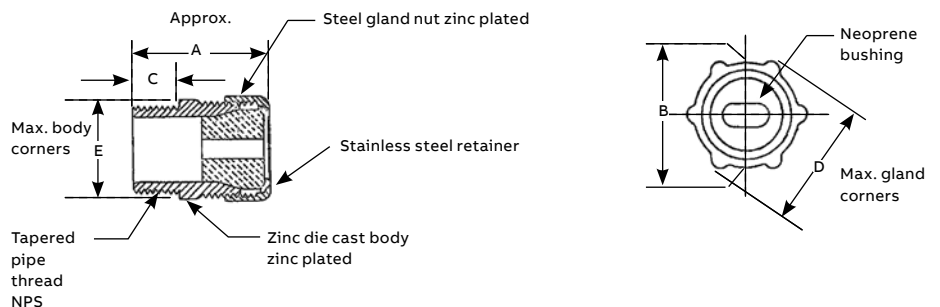 Approx.
A
C
Steel gland nut zinc plated
Max. body
corners
E
Stainless steel retainer
Tapered
pipe
thread
NPS
Zinc die cast body
zinc plated
Neoprene
bushing
B
D
Max. gland
corners